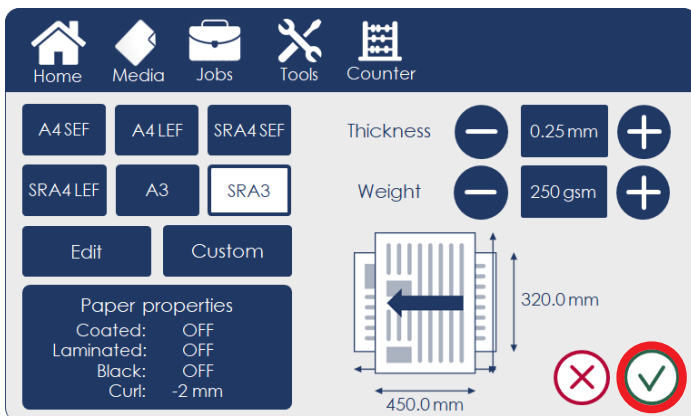 Home Media Jobs Tools Counter
A4 SEF A4 LEF SRA4 SEF
SRA4 LEF A3 SRA3
Edit Custom
Paper properties
Coated: OFF
Laminated: OFF
Black: OFF
Curl: -2 mm
Thickness 0.25 mm
Weight 250 gsm
320.0 mm
450.0 mm